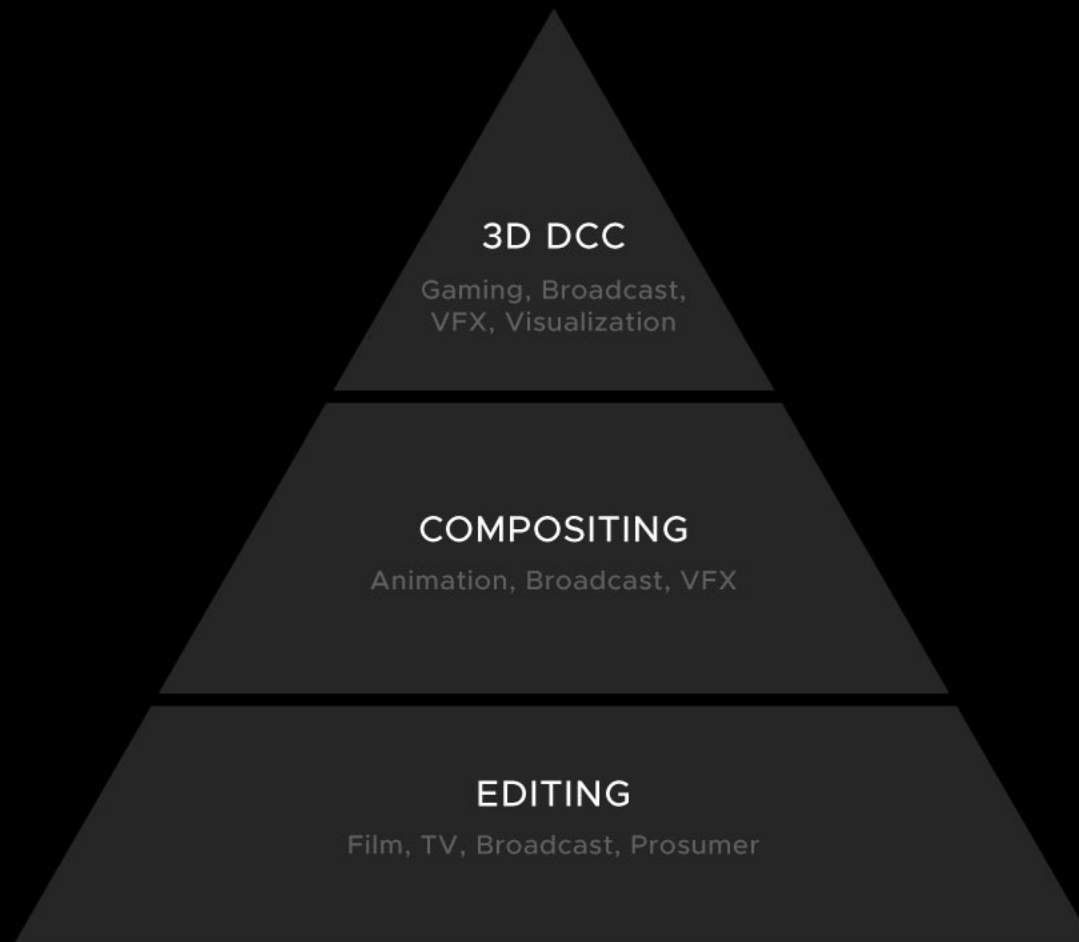 3D DCC
Gaming, Broadcast,
VFX, Visualization
COMPOSITING
Animation, Broadcast, VFX
EDITING
Film, TV, Broadcast, Prosumer